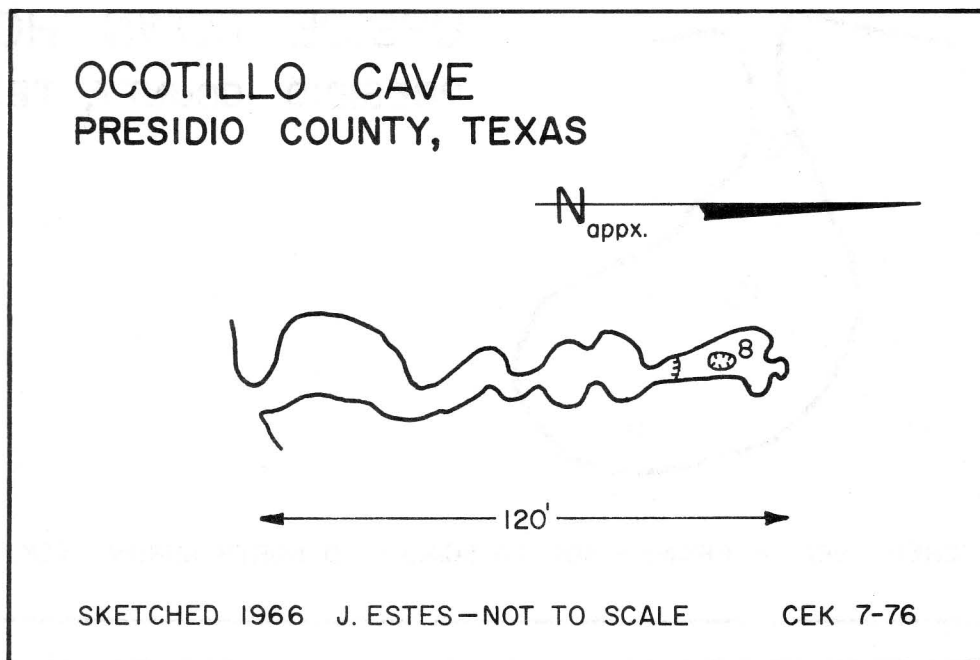 OCOTILLO CAVE
PRESIDIO COUNTY, TEXAS
N
appx.
8
120'
SKETCHED 1966 J. ESTES—NOT TO SCALE CEK 7-76